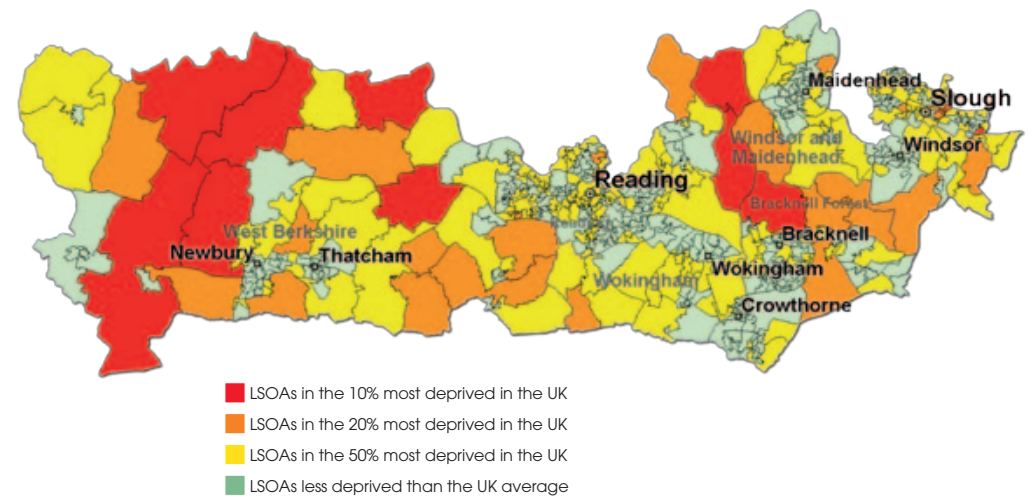 Maidenhead
Slough
Windsor and
Maidenhead
Windsor
Reading
Bracknell Forest
West Berkshire
Bracknell
Newbury
Thatcham
Wokingham
Wokingham
Crowthorne
LSOAs in the 10% most deprived in the UK
LSOAs in the 20% most deprived in the UK
LSOAs in the 50% most deprived in the UK
LSOAs less deprived than the UK average